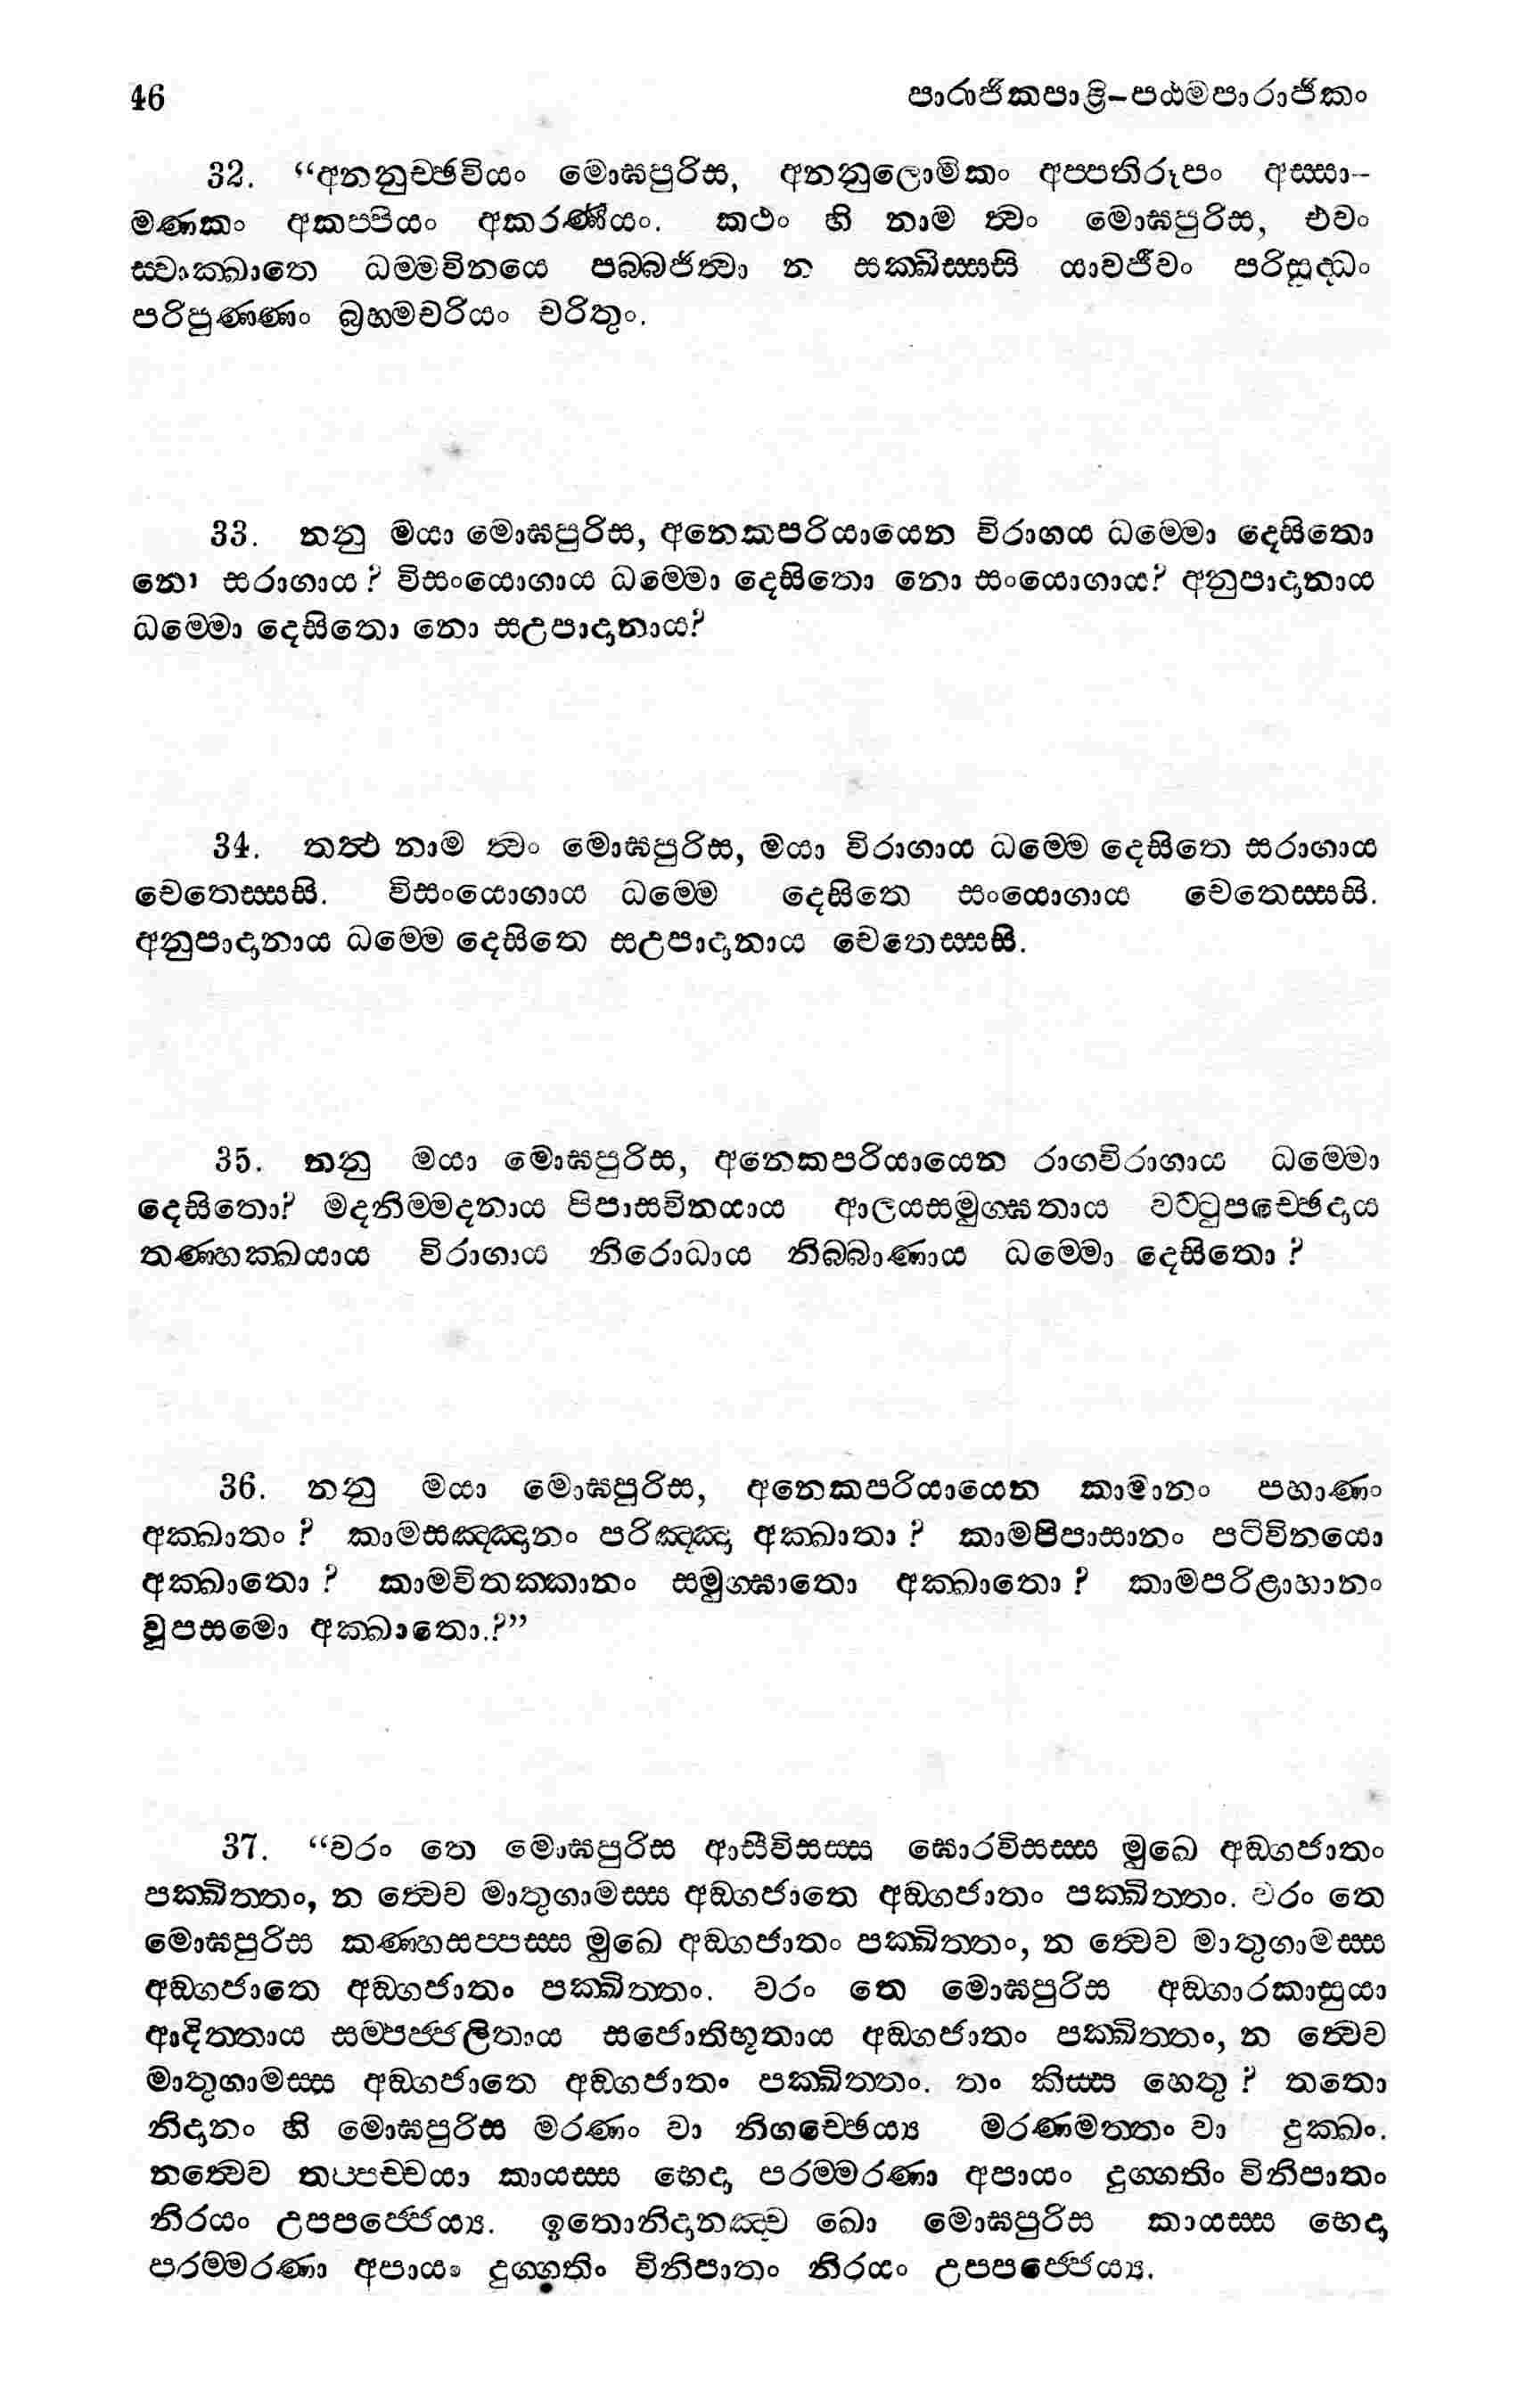 46 පාරාජිකපාළි–පඨමපාරාජිකං
32. “අනනුච්ඡවියං මොඝපුරිස, අනනුලොමිකං අප්පතිරූපං අස්සා–
මණකං අකප්පියං අකරණීයං. කථං හි නාම ත්වං මොඝපුරිස, එවං
ස්වාක්ඛාතෙ ධම්මවිනයෙ පබ්බජිත්වා න සක්ඛිස්සසි යාවජීවං පරිසුද්ධං
පරිපුණ්ණං බ්‍රහ්මචරියං චරිතුං.
33. නනු මයා මොඝපුරිස, අනෙකපරියායෙන විරාගාය ධම්මො දෙසිතො
නො සරාගාය? විසංයොගාය ධම්මො දෙසිතො නො සංයොගාය? අනුපාදානාය
ධම්මො දෙසිතො නො සඋපාදානාය?
34. තත්ථ නාම ත්වං මොඝපුරිස, මයා විරාගාය ධම්මෙ දෙසිතෙ සරාගාය
චෙතෙස්සසි. විසංයොගාය ධම්මෙ දෙසිතෙ සංයොගාය චෙතෙස්සසි.
අනුපාදානාය ධම්මෙ දෙසිතෙ සඋපාදානාය චෙතෙස්සසි.
35. නනු මයා මොඝපුරිස, අනෙකපරියායෙන රාගවිරාගාය ධම්මො
දෙසිතො? මදනිම්මදනාය පිපාසවිනයාය ආලයසමුග්ඝතාය වට්ටුපච්ඡෙදාය
තණ්හක්ඛයාය විරාගාය නිරොධාය නිබ්බාණාය ධම්මො දෙසිතො?
36. නනු මයා මොඝපුරිස, අනෙකපරියායෙන කාමානං පහාණං
අක්ඛාතං? කාමසඤ්ඤානං පරිඤ්ඤා අක්ඛාතා? කාමපිපාසානං පටිවිනයො
අක්ඛාතො? කාමවිතක්කානං සමුග්ඝාතො අක්ඛාතො? කාමපරිළාහානං
වූපසමො අක්ඛාතො.?”
37. “වරං තෙ මොඝපුරිස ආසීවිසස්ස ඝොරවිසස්ස මුඛෙ අඞ්ගජාතං
පක්ඛිත්තං, න ත්වෙව මාතුගාමස්ස අඞ්ගජාතෙ අඞ්ගජාතං පක්ඛිත්තං. වරං තෙ
මොඝපුරිස කණ්හසප්පස්ස මුඛෙ අඞ්ගජාතං පක්ඛිත්තං, න ත්වෙව මාතුගාමස්ස
අඞ්ගජාතෙ අඞ්ගජාතං පක්ඛිත්තං. වරං තෙ මොඝපුරිස අඞ්ගාරකාසුයා
ආදිත්තාය සම්පජ්ජලිතාය සජොතිභූතාය අඞ්ගජාතං පක්ඛිත්තං, න ත්වෙව
මාතුගාමස්ස අඞ්ගජාතෙ අඞ්ගජාතං පක්ඛිත්තං. තං කිස්ස හෙතු? තතො
නිදානං හි මොඝපුරිස මරණං වා නිගච්ඡෙය්‍ය මරණමත්තං වා දුක්ඛං.
නත්වෙව තප්පච්චයා කායස්ස භෙදා පරම්මරණා අපායං දුග්ගතිං විනිපාතං
නිරයං උපපජ්ජෙය්‍ය. ඉතොනිදානඤ්ච ඛො මොඝපුරිස කායස්ස භෙදා
පරම්මරණා අපායං දුග්ගතිං විනිපාතං නිරයං උපපජ්ජෙය්‍ය.